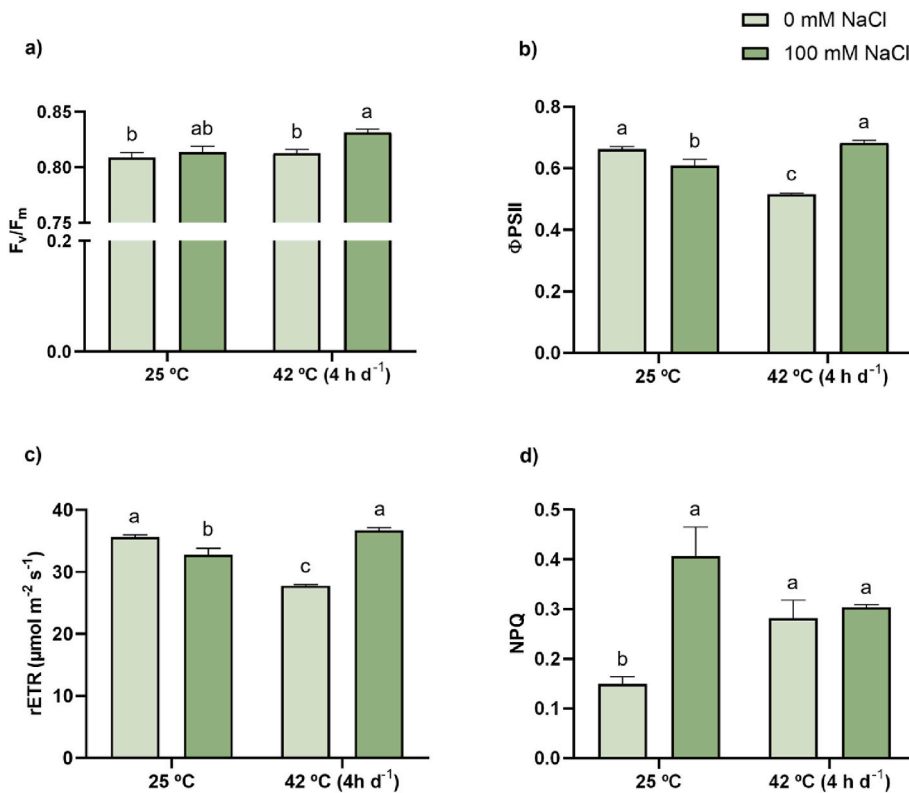 0 mM NaCl
100 mM NaCl
a)
b ab b a
0.85
0.80
0.75
0.2
0.0
Fv/Fm
25 ºC 42 ºC (4 h d⁻¹)
b)
a b c a
0.8
0.6
0.4
0.2
0.0
ΦPSII
25 ºC 42 ºC (4 h d⁻¹)
c)
a b c a
40
30
20
10
0
rETR (µmol m⁻² s⁻¹)
25 ºC 42 ºC (4h d⁻¹)
d)
b a a a
0.5
0.4
0.3
0.2
0.1
0.0
NPQ
25 ºC 42 ºC (4h d⁻¹)